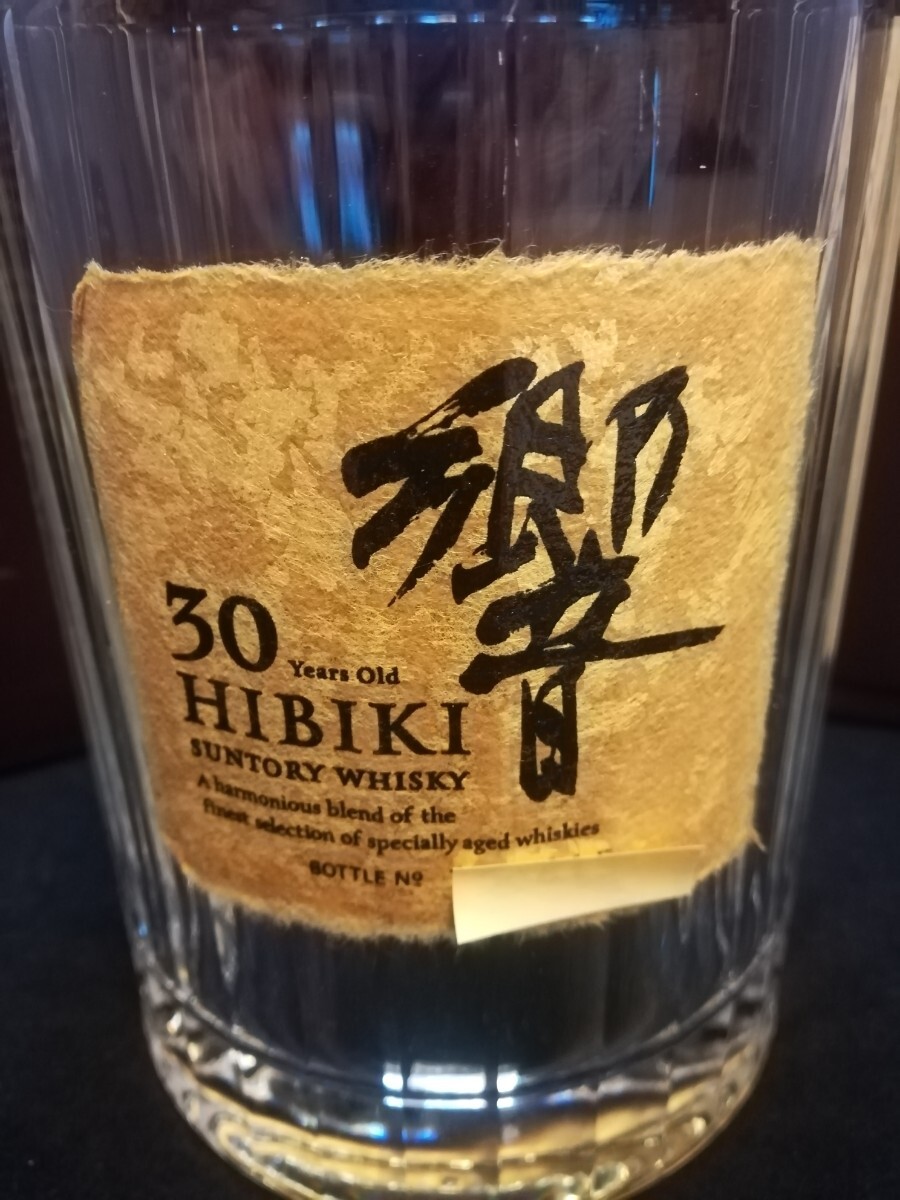 響
30 Years Old
HIBIKI
SUNTORY WHISKY
A harmonious blend of the
finest selection of specially aged whiskies
BOTTLE Nº